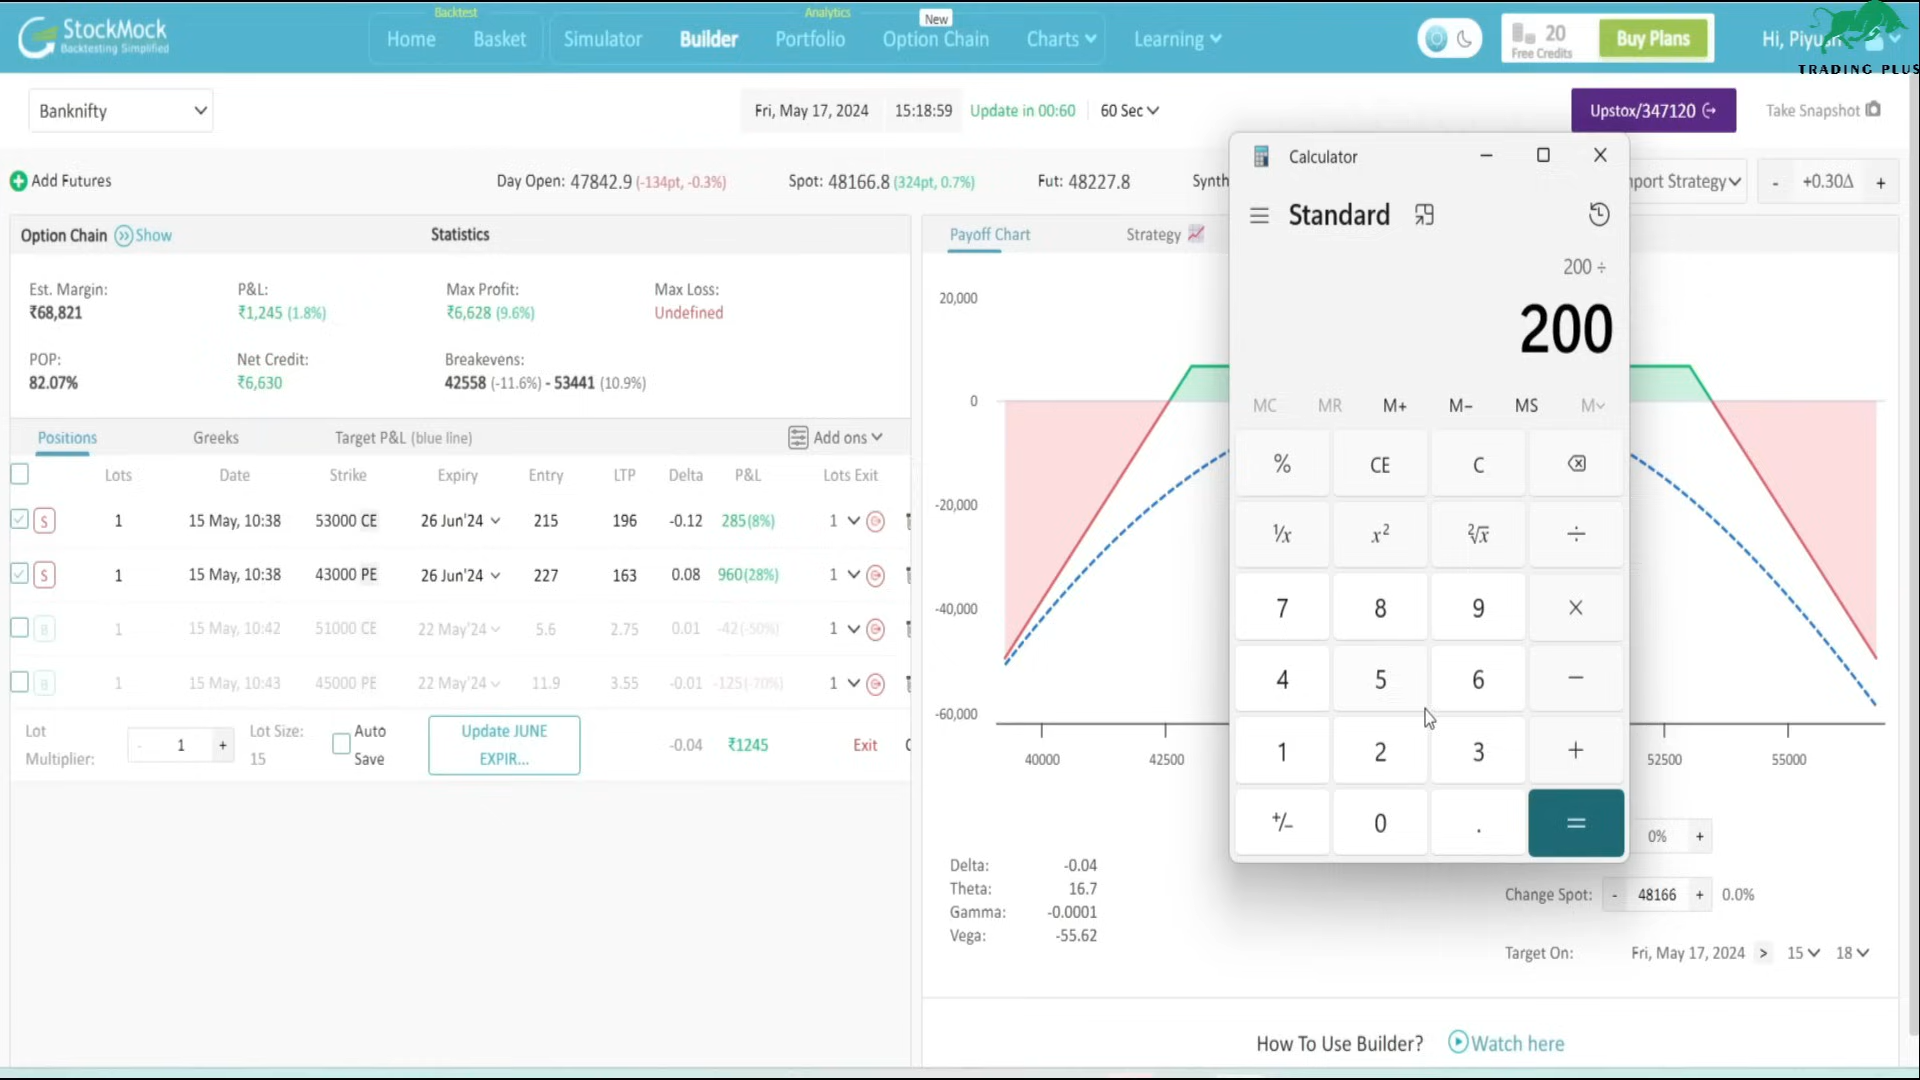 StockMock
Backtesting Simplified
Home
Backtest
Basket
Simulator
Builder
Analytics
Portfolio
New
Option Chain
Charts
Learning
20
Free Credits
Buy Plans
Hi, Piyush
TRADING PLUS
Banknifty
Fri, May 17, 2024 15:18:59 Update in 00:60 60 Sec
Upstox/347120
Take Snapshot
Add Futures
Day Open: 47842.9 (-134pt, -0.3%)
Spot: 48166.8 (324pt, 0.7%)
Fut: 48227.8
Synth
port Strategy
- +0.30Δ +
Option Chain Show
Statistics
Est. Margin: P&L: Max Profit: Max Loss:
₹68,821 ₹1,245 (1.8%) ₹6,628 (9.6%) Undefined
POP: Net Credit: Breakevens:
82.07% ₹6,630 42558 (-11.6%) - 53441 (10.9%)
Positions Greeks Target P&L (blue line) Add ons
Lots Date Strike Expiry Entry LTP Delta P&L Lots Exit
S 1 15 May, 10:38 53000 CE 26 Jun'24 215 196 -0.12 285(8%) 1
S 1 15 May, 10:38 43000 PE 26 Jun'24 227 163 0.08 960(28%) 1
B 1 15 May, 10:42 51000 CE 22 May'24 5.6 2.75 0.01 -42(-50%) 1
B 1 15 May, 10:43 45000 PE 22 May'24 11.9 3.55 -0.01 -125(-70%) 1
Lot
Multiplier:
- 1 +
Lot Size:
15
Auto
Save
Update JUNE
EXPIR...
-0.04 ₹1245 Exit
Payoff Chart Strategy
20,000
0
-20,000
-40,000
-60,000
40000 42500 52500 55000
Delta: -0.04
Theta: 16.7
Gamma: -0.0001
Vega: -55.62
Calculator
Standard
200 ÷
200
MC MR M+ M− MS M
% CE C
¹/x x² ²√x ÷
7 8 9 ×
4 5 6 −
1 2 3 +
+/− 0 . =
0% +
Change Spot: - 48166 + 0.0%
Target On: Fri, May 17, 2024 > 15 18
How To Use Builder? Watch here